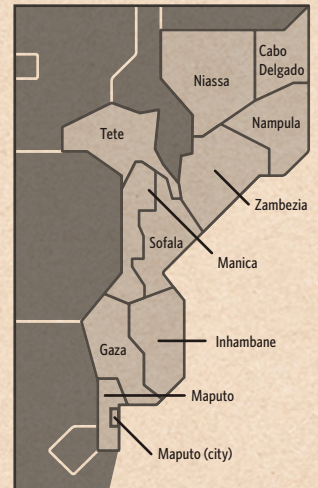 Cabo
Delgado
Niassa
Nampula
Tete
Zambezia
Sofala
Manica
Inhambane
Gaza
Maputo
Maputo (city)